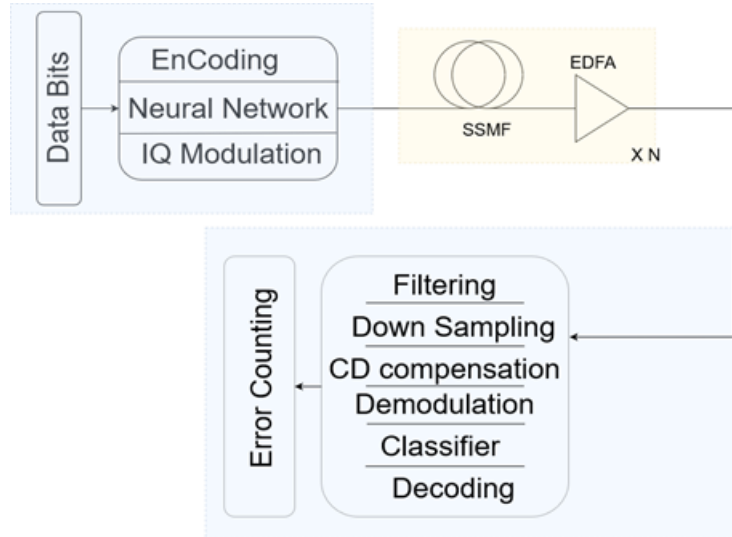 Data Bits
EnCoding
Neural Network
IQ Modulation
SSMF
EDFA
X N
Error Counting
Filtering
Down Sampling
CD compensation
Demodulation
Classifier
Decoding